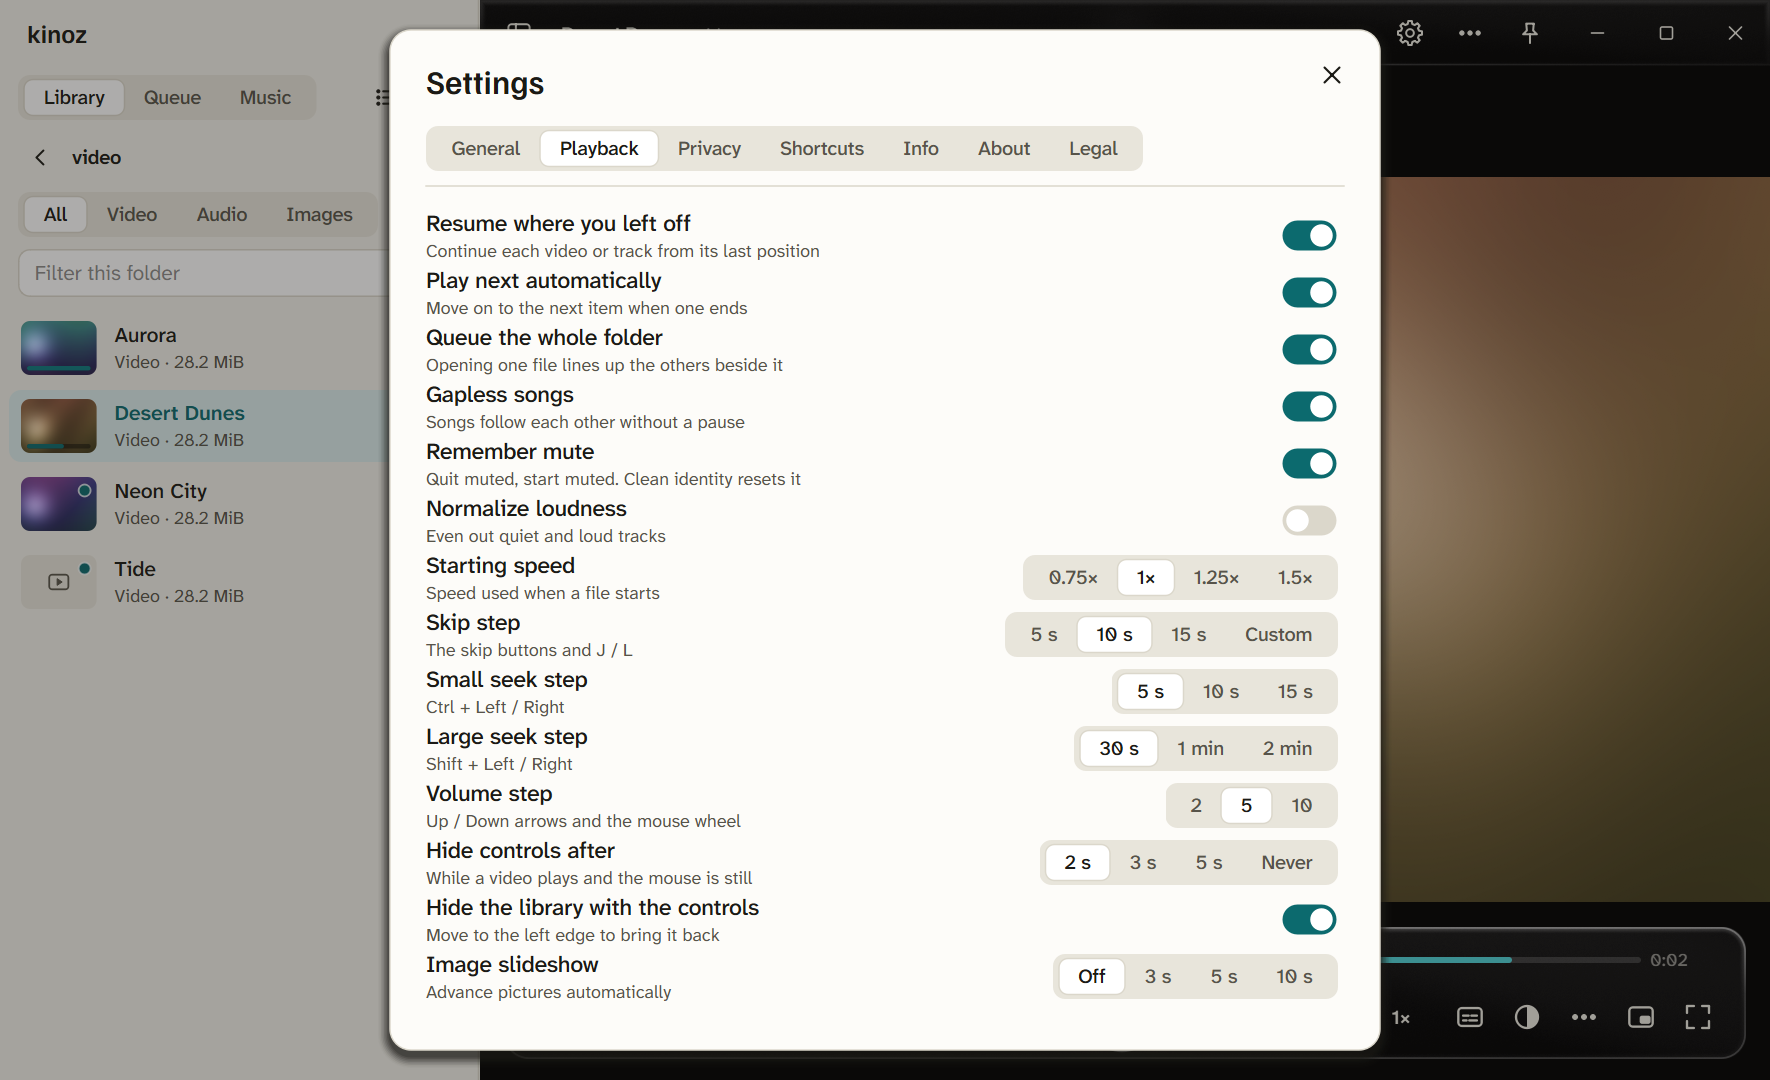 kinoz
Library
Queue
Music
video
All
Video
Audio
Images
Filter this folder
Aurora
Video · 28.2 MiB
Desert Dunes
Video · 28.2 MiB
Neon City
Video · 28.2 MiB
Tide
Video · 28.2 MiB
Settings
General
Playback
Privacy
Shortcuts
Info
About
Legal
Resume where you left off
Continue each video or track from its last position
Play next automatically
Move on to the next item when one ends
Queue the whole folder
Opening one file lines up the others beside it
Gapless songs
Songs follow each other without a pause
Remember mute
Quit muted, start muted. Clean identity resets it
Normalize loudness
Even out quiet and loud tracks
Starting speed
Speed used when a file starts
0.75× 1× 1.25× 1.5×
Skip step
The skip buttons and J / L
5 s 10 s 15 s Custom
Small seek step
Ctrl + Left / Right
5 s 10 s 15 s
Large seek step
Shift + Left / Right
30 s 1 min 2 min
Volume step
Up / Down arrows and the mouse wheel
2 5 10
Hide controls after
While a video plays and the mouse is still
2 s 3 s 5 s Never
Hide the library with the controls
Move to the left edge to bring it back
Image slideshow
Advance pictures automatically
Off 3 s 5 s 10 s
0:02
1×